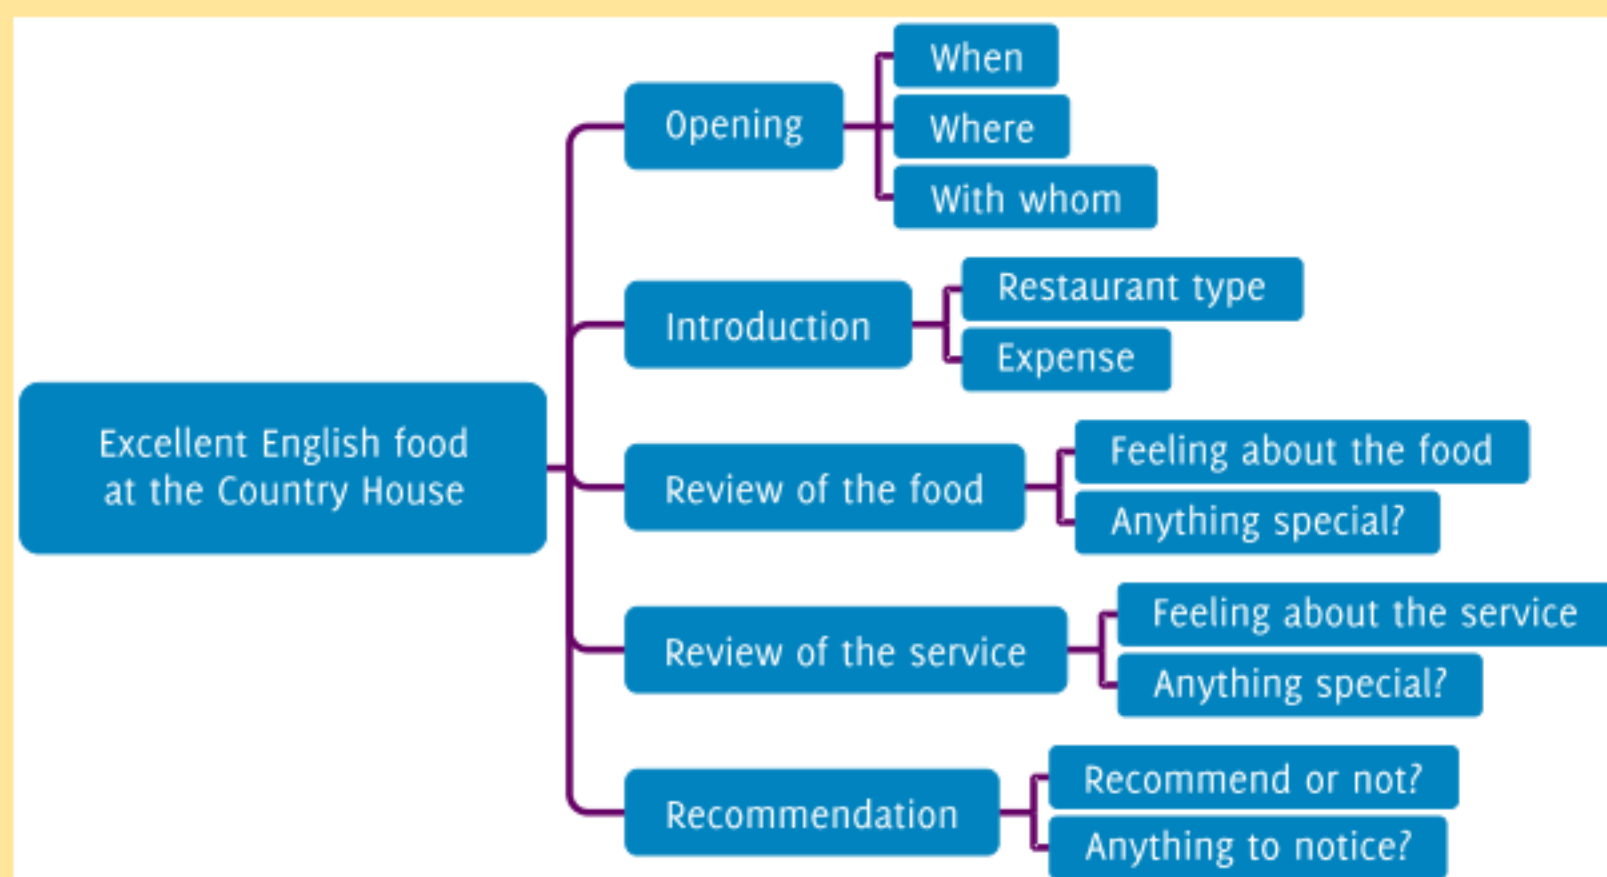 Excellent English food
at the Country House
Opening
When
Where
With whom
Introduction
Restaurant type
Expense
Review of the food
Feeling about the food
Anything special?
Review of the service
Feeling about the service
Anything special?
Recommendation
Recommend or not?
Anything to notice?